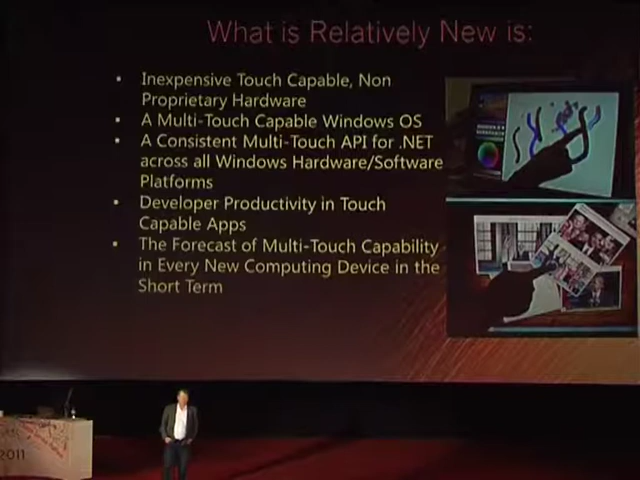 What is Relatively New is:
• Inexpensive Touch Capable, Non
Proprietary Hardware
• A Multi-Touch Capable Windows OS
• A Consistent Multi-Touch API for .NET
across all Windows Hardware/Software
Platforms
• Developer Productivity in Touch
Capable Apps
• The Forecast of Multi-Touch Capability
in Every New Computing Device in the
Short Term
2011